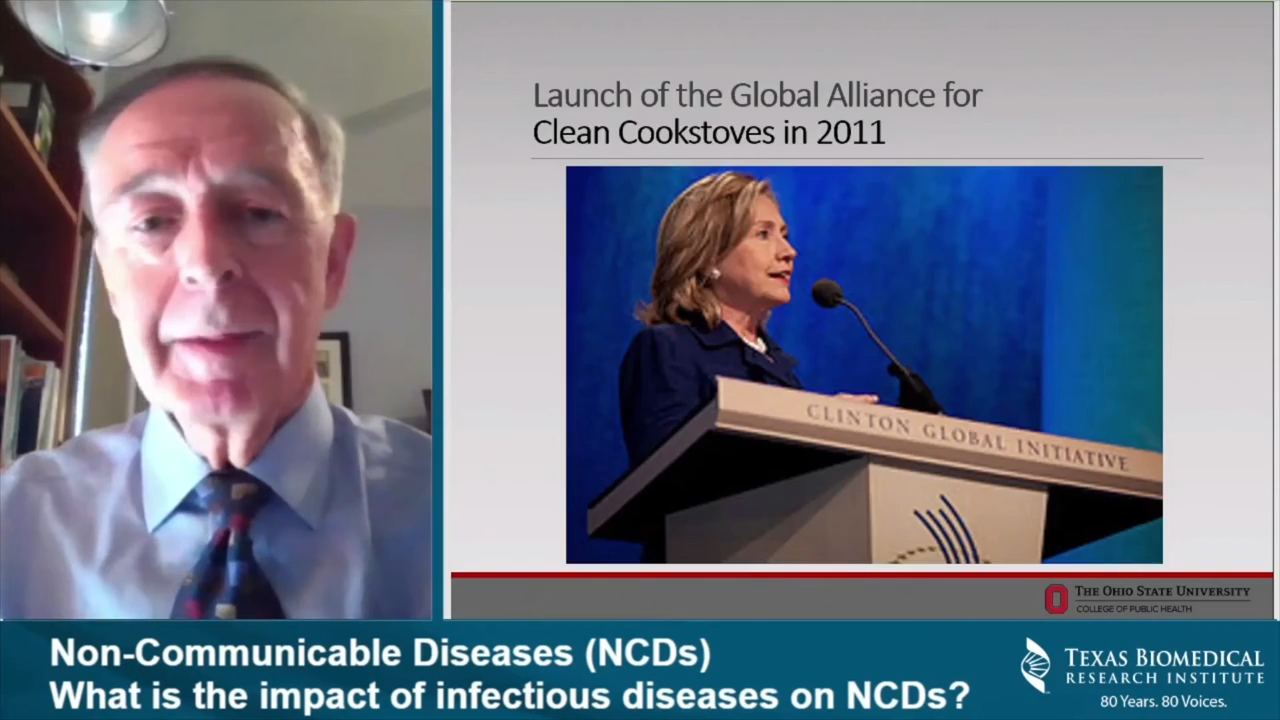 Launch of the Global Alliance for
Clean Cookstoves in 2011
CLINTON GLOBAL INITIATIVE
THE OHIO STATE UNIVERSITY
COLLEGE OF PUBLIC HEALTH
Non-Communicable Diseases (NCDs)
What is the impact of infectious diseases on NCDs?
TEXAS BIOMEDICAL
RESEARCH INSTITUTE
80 Years. 80 Voices.